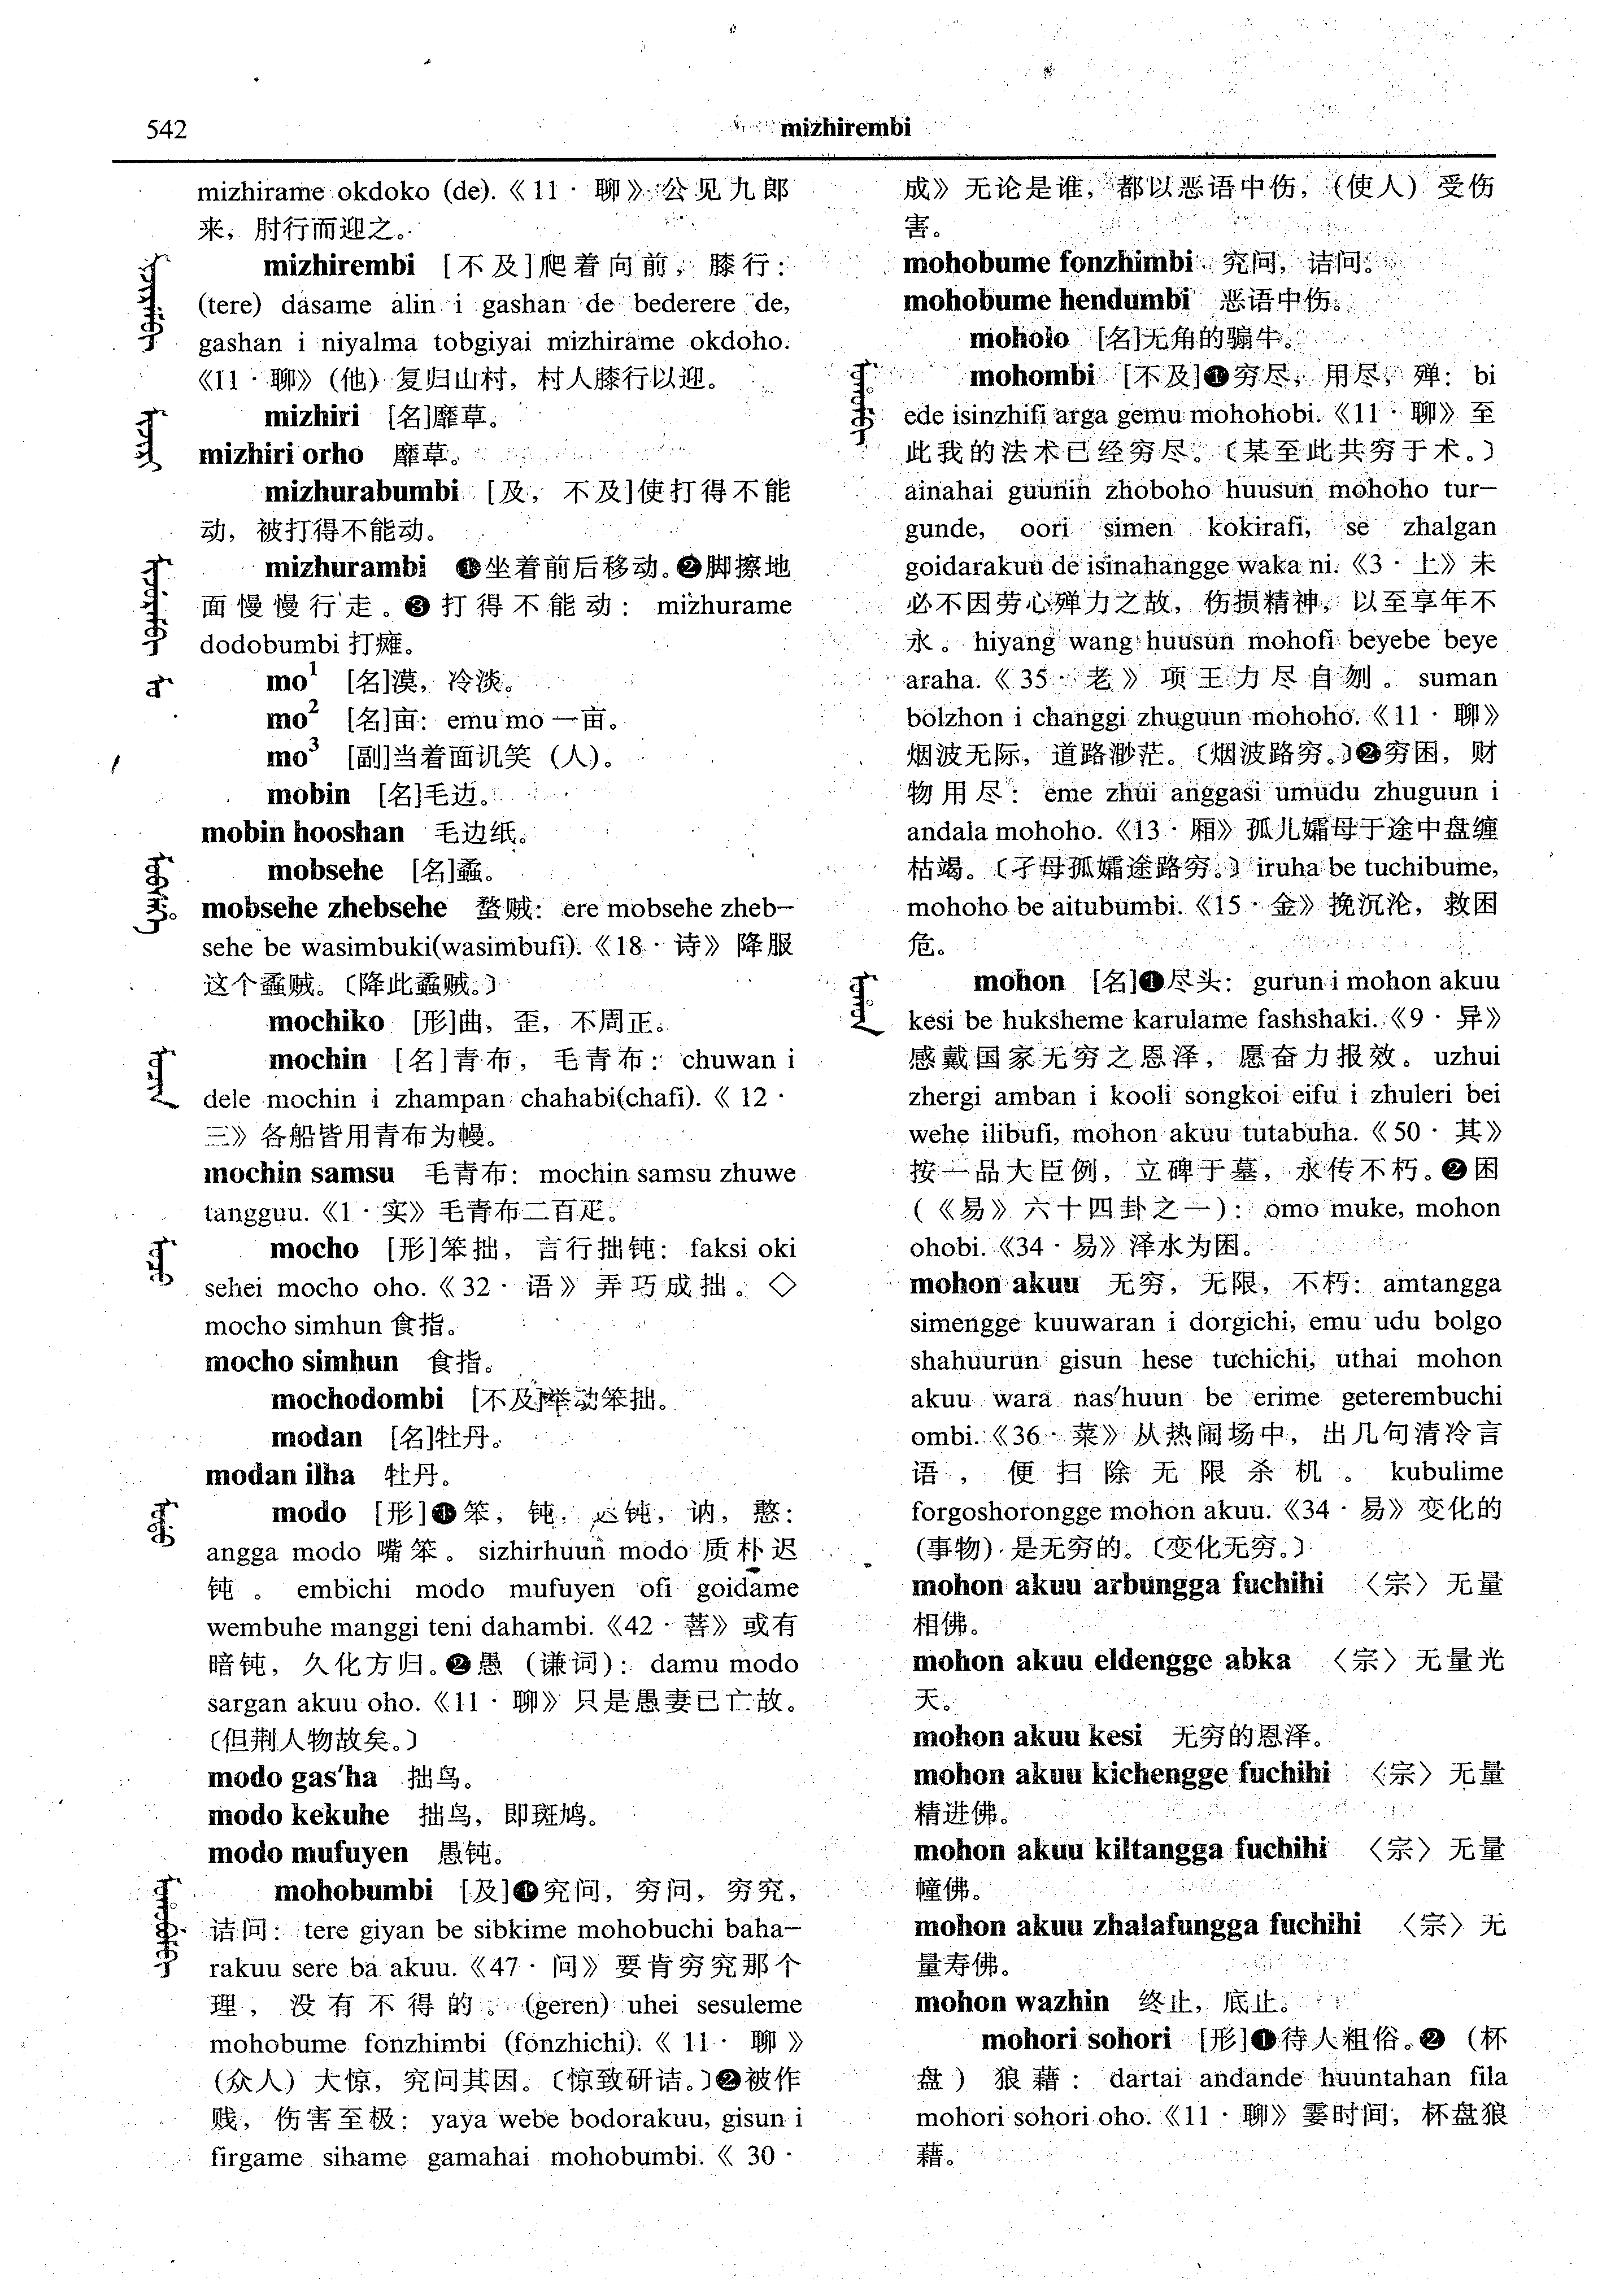 542
mizhirembi
mizhirame okdoko (de).《11·聊》公见九郎
来，肘行而迎之。
mizhirembi [不及]爬着向前，膝行：
(tere) dasame alin i gashan de bederere de,
gashan i niyalma tobgiyai mizhirame okdoho.
《11·聊》(他) 复归山村，村人膝行以迎。
mizhiri [名]靡草。
mizhiri orho 靡草。
mizhurabumbi [及，不及]使打得不能
动，被打得不能动。
mizhurambi ❶坐着前后移动。❷脚擦地
面慢慢行走。❸打得不能动：mizhurame
dodobumbi 打瘫。
mo¹ [名]漠，冷淡。
mo² [名]亩：emu mo 一亩。
mo³ [副]当着面讥笑（人）。
mobin [名]毛边。
mobin hooshan 毛边纸。
mobsehe [名]蟊。
mobsehe zhebsehe 蝥贼：ere mobsehe zheb-
sehe be wasimbuki(wasimbufi).《18·诗》降服
这个蟊贼。〔降此蟊贼。〕
mochiko [形]曲，歪，不周正。
mochin [名]青布，毛青布：chuwan i
dele mochin i zhampan chahabi(chafi).《12·
三》各船皆用青布为幔。
mochin samsu 毛青布：mochin samsu zhuwe
tangguu.《1·实》毛青布二百疋。
mocho [形]笨拙，言行拙钝：faksi oki
sehei mocho oho.《32·语》弄巧成拙。◇
mocho simhun 食指。
mocho simhun 食指。
mochodombi [不及]举动笨拙。
modan [名]牡丹。
modan ilha 牡丹。
modo [形]❶笨，钝，迟钝，讷，憨：
angga modo 嘴笨。sizhirhuun modo 质朴迟
钝。embichi modo mufuyen ofi goidame
wembuhe manggi teni dahambi.《42·菩》或有
暗钝，久化方归。❷愚（谦词）：damu modo
sargan akuu oho.《11·聊》只是愚妻已亡故。
〔但荆人物故矣。〕
modo gas'ha 拙鸟。
modo kekuhe 拙鸟，即斑鸠。
modo mufuyen 愚钝。
mohobumbi [及]❶究问，穷问，穷究，
诘问：tere giyan be sibkime mohobuchi baha-
rakuu sere ba akuu.《47·问》要肯穷究那个
理，没有不得的。(geren) uhei sesuleme
mohobume fonzhimbi (fonzhichi).《11·聊》
(众人) 大惊，究问其因。〔惊致研诘。〕❷被作
贱，伤害至极：yaya webe bodorakuu, gisun i
firgame sihame gamahai mohobumbi.《30·
成》无论是谁，都以恶语中伤，（使人）受伤
害。
mohobume fonzhimbi 究问，诘问。
mohobume hendumbi 恶语中伤。
moholo [名]无角的骟牛。
mohombi [不及]❶穷尽，用尽，殚：bi
ede isinzhifi arga gemu mohohobi.《11·聊》至
此我的法术已经穷尽。〔某至此共穷于术。〕
ainahai guunin zhoboho huusun mohoho tur-
gunde, oori simen kokirafi, se zhalgan
goidarakuu de isinahangge waka ni.《3·上》未
必不因劳心殚力之故，伤损精神，以至享年不
永。hiyang wang huusun mohofi beyebe beye
araha.《35·老》项王力尽自刎。suman
bolzhon i changgi zhuguun mohoho.《11·聊》
烟波无际，道路渺茫。〔烟波路穷。〕❷穷困，财
物用尽：eme zhui anggasi umudu zhuguun i
andala mohoho.《13·厢》孤儿孀母于途中盘缠
枯竭。〔子母孤孀途路穷。〕iruha be tuchibume,
mohoho be aitubumbi.《15·金》挽沉沦，救困
危。
mohon [名]❶尽头：gurun i mohon akuu
kesi be huksheme karulame fashshaki.《9·异》
感戴国家无穷之恩泽，愿奋力报效。uzhui
zhergi amban i kooli songkoi eifu i zhuleri bei
wehe ilibufi, mohon akuu tutabuha.《50·其》
按一品大臣例，立碑于墓，永传不朽。❷困
(《易》六十四卦之一)：omo muke, mohon
ohobi.《34·易》泽水为困。
mohon akuu 无穷，无限，不朽：amtangga
simengge kuuwaran i dorgichi, emu udu bolgo
shahuurun gisun hese tuchichi, uthai mohon
akuu wara nas'huun be erime geterembuchi
ombi.《36·菜》从热闹场中，出几句清冷言
语，便扫除无限杀机。kubulime
forgoshorongge mohon akuu.《34·易》变化的
(事物) 是无穷的。〔变化无穷。〕
mohon akuu arbungga fuchihi 〈宗〉无量
相佛。
mohon akuu eldengge abka 〈宗〉无量光
天。
mohon akuu kesi 无穷的恩泽。
mohon akuu kichengge fuchihi 〈宗〉无量
精进佛。
mohon akuu kiltangga fuchihi 〈宗〉无量
幢佛。
mohon akuu zhalafungga fuchihi 〈宗〉无
量寿佛。
mohon wazhin 终止，底止。
mohori sohori [形]❶待人粗俗。❷（杯
盘）狼藉：dartai andande huuntahan fila
mohori sohori oho.《11·聊》霎时间，杯盘狼
藉。